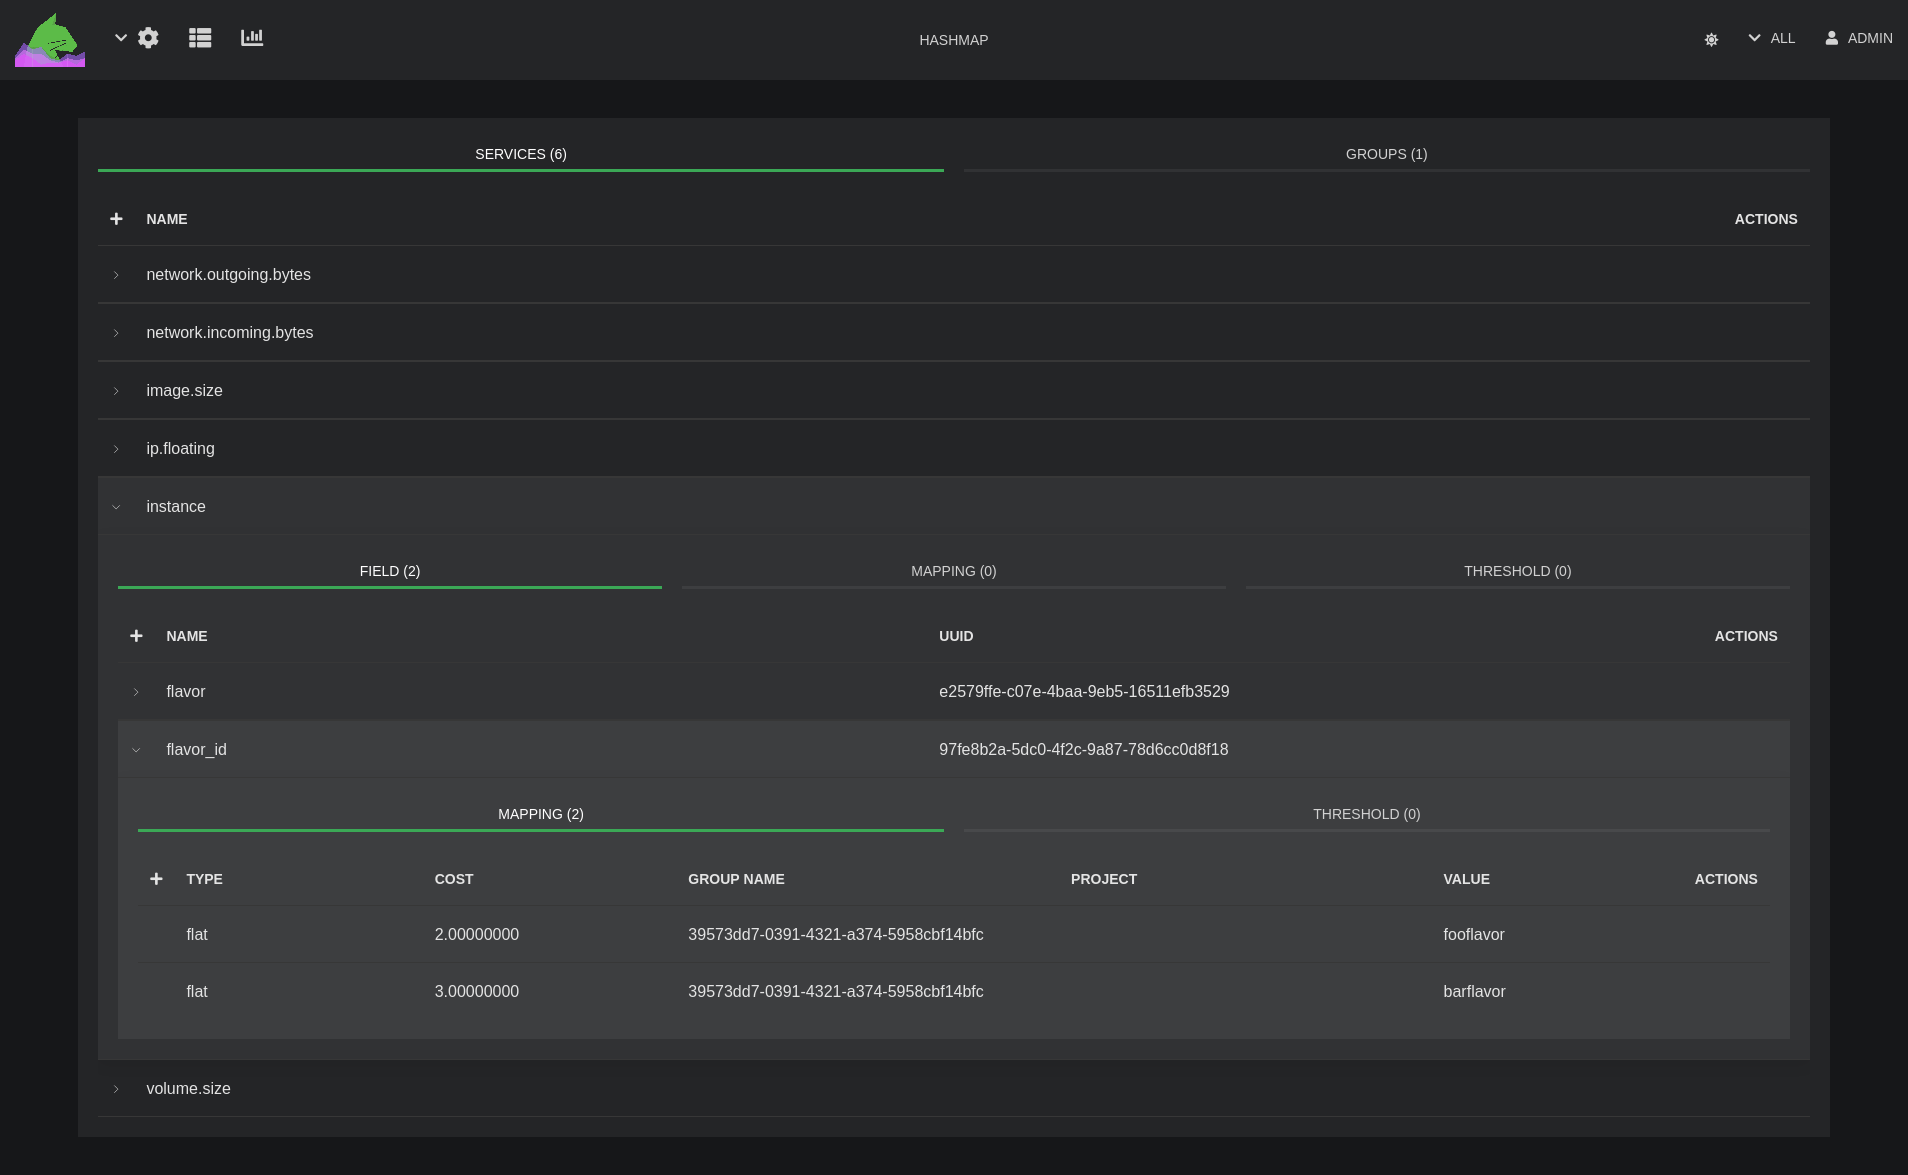 HASHMAP
ALL
ADMIN
SERVICES (6)
GROUPS (1)
NAME ACTIONS
network.outgoing.bytes
network.incoming.bytes
image.size
ip.floating
instance
FIELD (2) MAPPING (0) THRESHOLD (0)
NAME UUID ACTIONS
flavor e2579ffe-c07e-4baa-9eb5-16511efb3529
flavor_id 97fe8b2a-5dc0-4f2c-9a87-78d6cc0d8f18
MAPPING (2) THRESHOLD (0)
TYPE COST GROUP NAME PROJECT VALUE ACTIONS
flat 2.00000000 39573dd7-0391-4321-a374-5958cbf14bfc fooflavor
flat 3.00000000 39573dd7-0391-4321-a374-5958cbf14bfc barflavor
volume.size